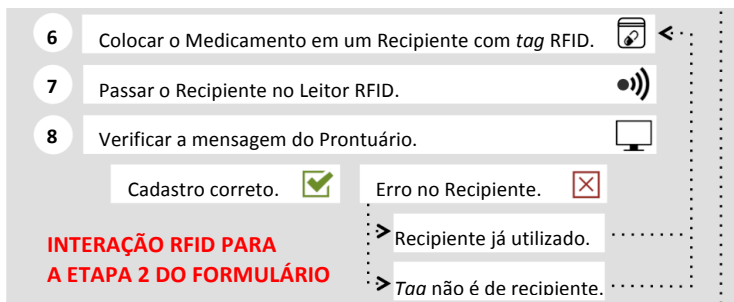 6 Colocar o Medicamento em um Recipiente com tag RFID.
7 Passar o Recipiente no Leitor RFID.
8 Verificar a mensagem do Prontuário.
Cadastro correto. Erro no Recipiente.
Recipiente já utilizado.
INTERAÇÃO RFID PARA
A ETAPA 2 DO FORMULÁRIO
Tag não é de recipiente.